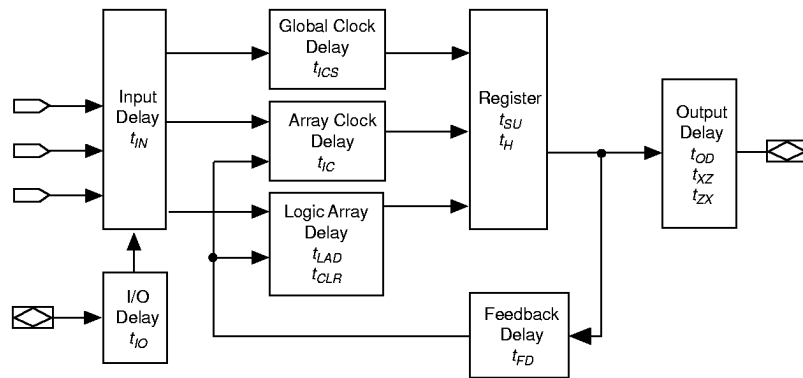 Input
Delay
tIN
Global Clock
Delay
tICS
Array Clock
Delay
tIC
Logic Array
Delay
tLAD
tCLR
Register
tSU
tH
Output
Delay
tOD
tXZ
tZX
I/O
Delay
tIO
Feedback
Delay
tFD